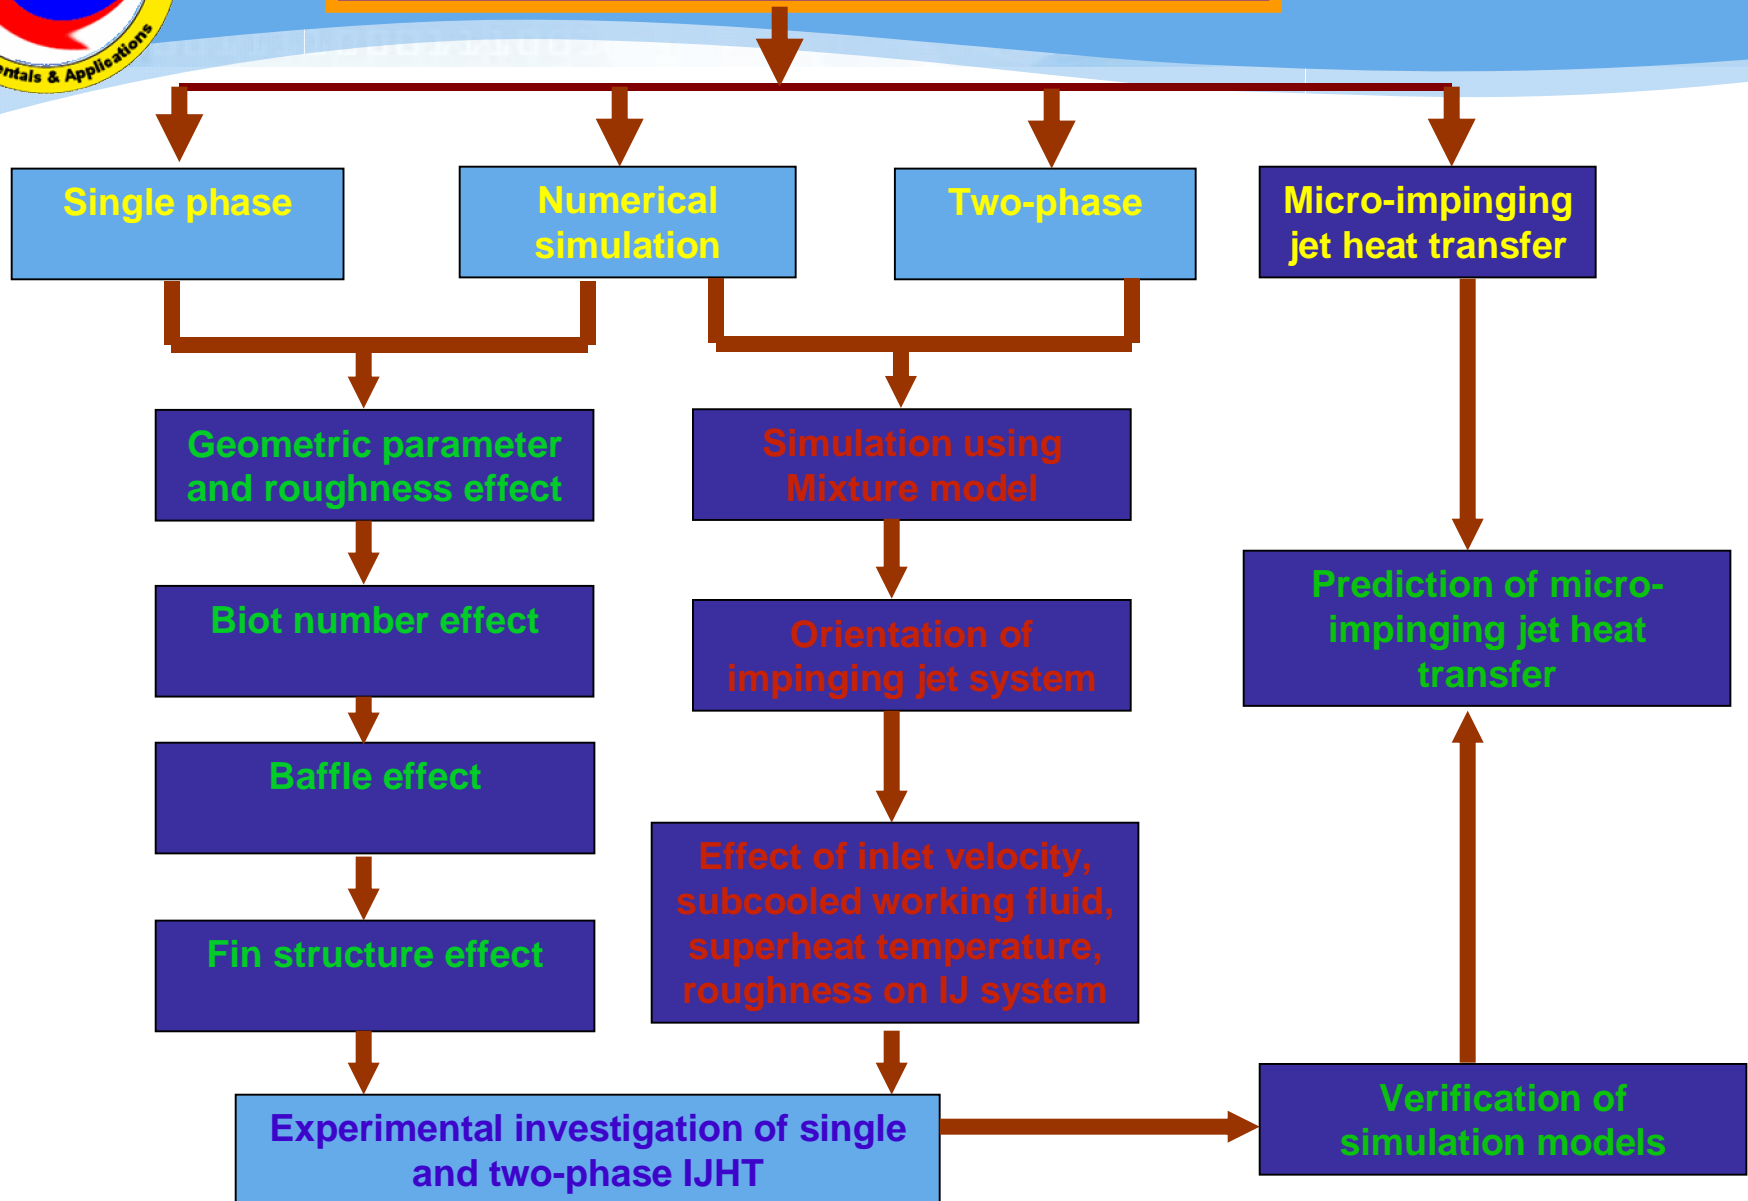 & Applications
Single phase
Numerical
simulation
Two-phase
Micro-impinging
jet heat transfer
Geometric parameter
and roughness effect
Simulation using
Mixture model
Biot number effect
Orientation of
impinging jet system
Prediction of micro-
impinging jet heat
transfer
Baffle effect
Effect of inlet velocity,
subcooled working fluid,
superheat temperature,
roughness on IJ system
Fin structure effect
Experimental investigation of single
and two-phase IJHT
Verification of
simulation models